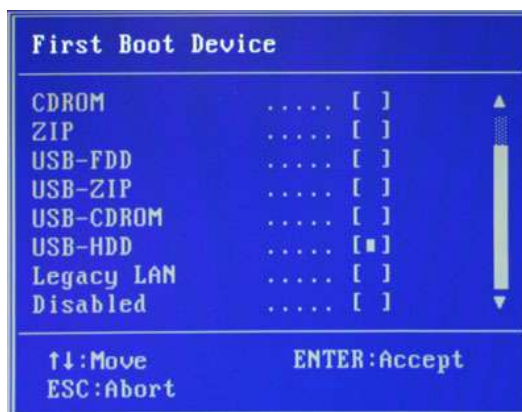 First Boot Device
CDROM ..... [ ]
ZIP ..... [ ]
USB-FDD ..... [ ]
USB-ZIP ..... [ ]
USB-CDROM ..... [ ]
USB-HDD ..... [■]
Legacy LAN ..... [ ]
Disabled ..... [ ]
↑↓:Move ENTER:Accept
ESC:Abort